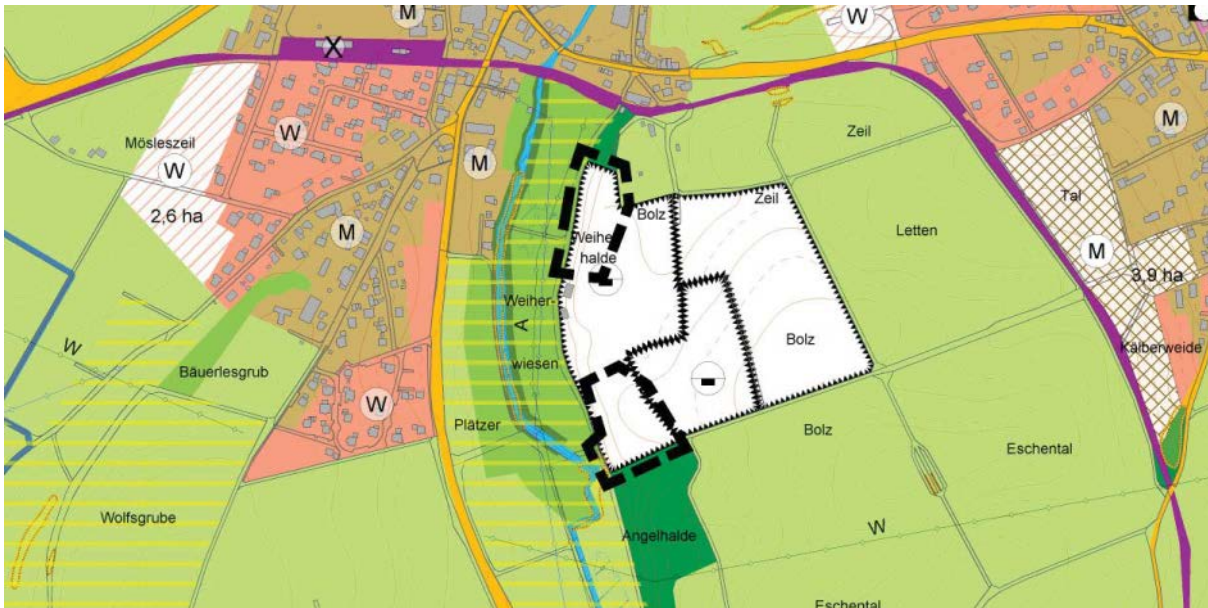 M
W
X
W
M
Mösleszeil
W
2,6 ha
W
M
M
Zeil
Zeil
Bolz
Weiher
halde
Letten
Tal
M
3,9 ha
Weiher-
A
wiesen
W
Bäuerlesgrub
Bolz
Kälberweide
W
Plätzer
Bolz
Eschental
Wolfsgrube
W
Angelhalde
Eschental